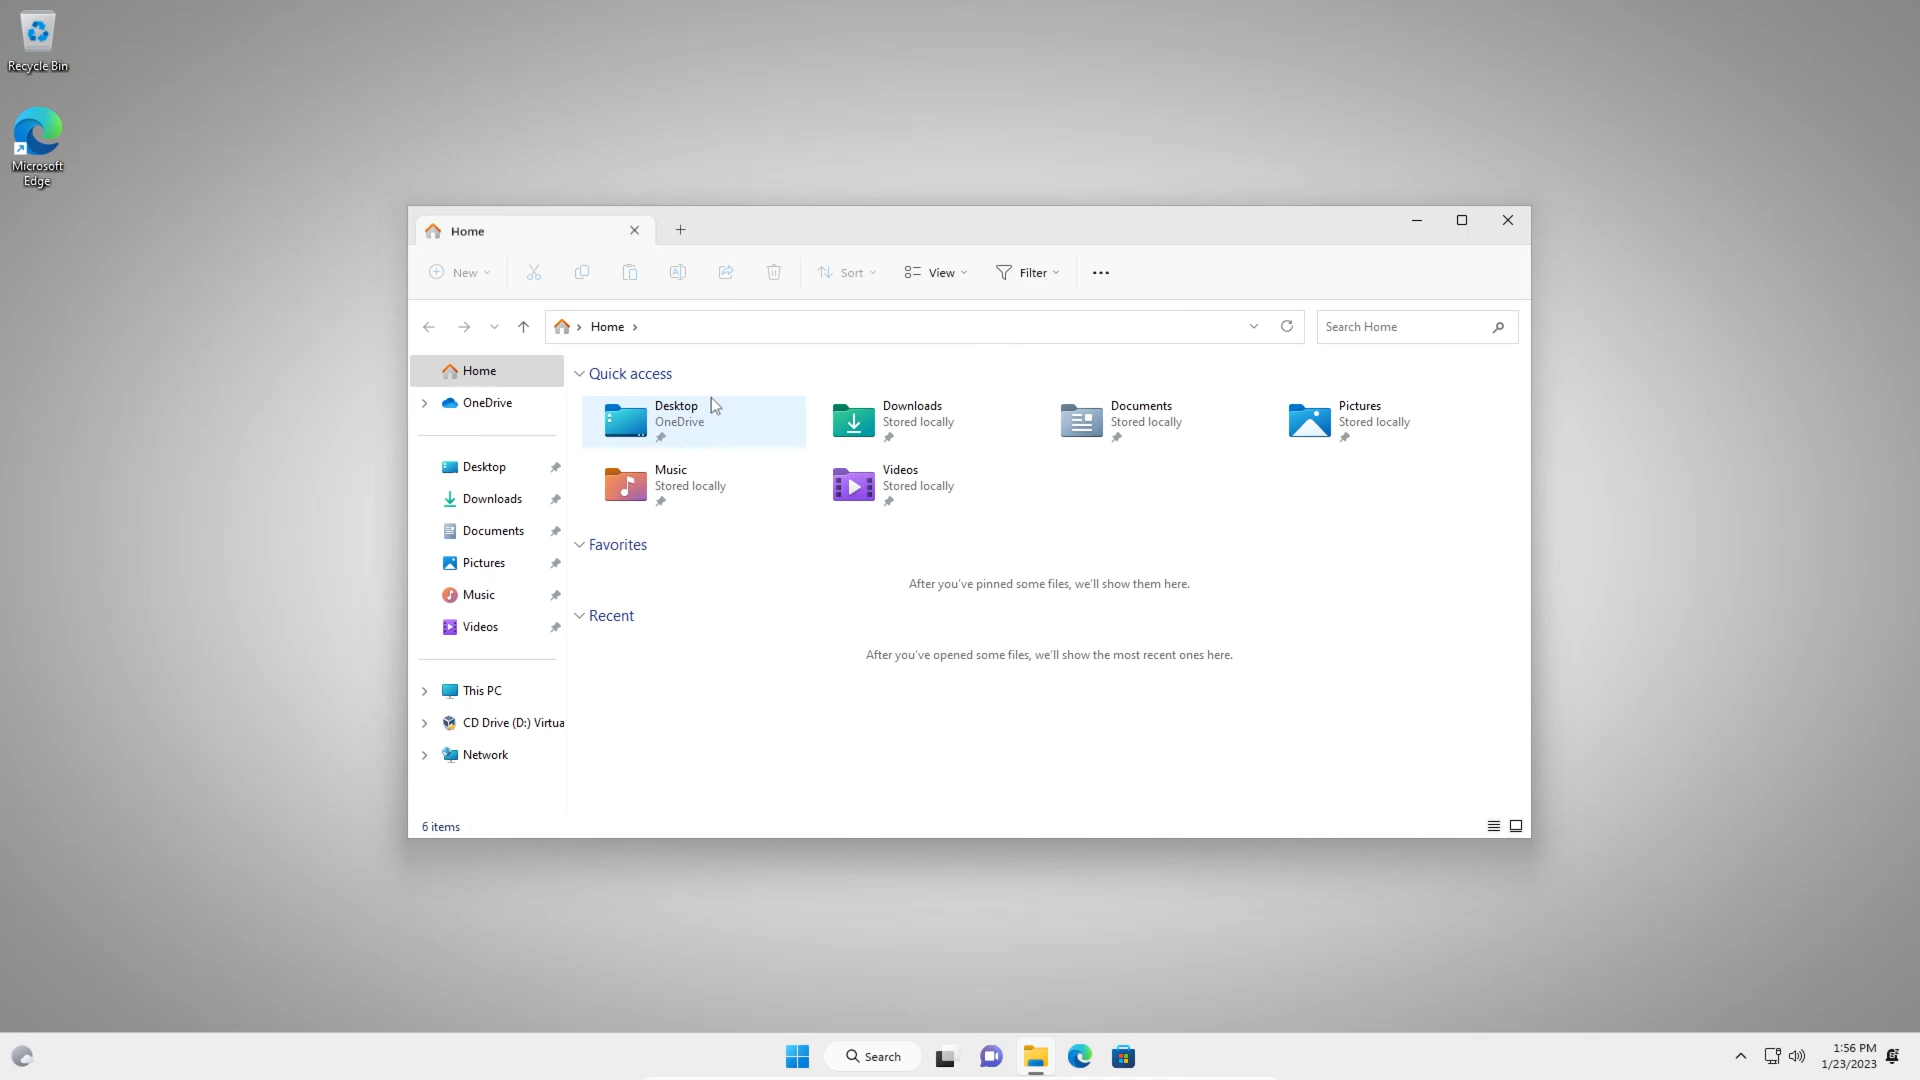 Recycle Bin
Microsoft
Edge
Home
New
Sort
View
Filter
Home
Search Home
Home
OneDrive
Desktop
Downloads
Documents
Pictures
Music
Videos
This PC
CD Drive (D:) Virtua
Network
Quick access
Desktop
OneDrive
Downloads
Stored locally
Documents
Stored locally
Pictures
Stored locally
Music
Stored locally
Videos
Stored locally
Favorites
After you've pinned some files, we'll show them here.
Recent
After you've opened some files, we'll show the most recent ones here.
6 items
Search
1:56 PM
1/23/2023